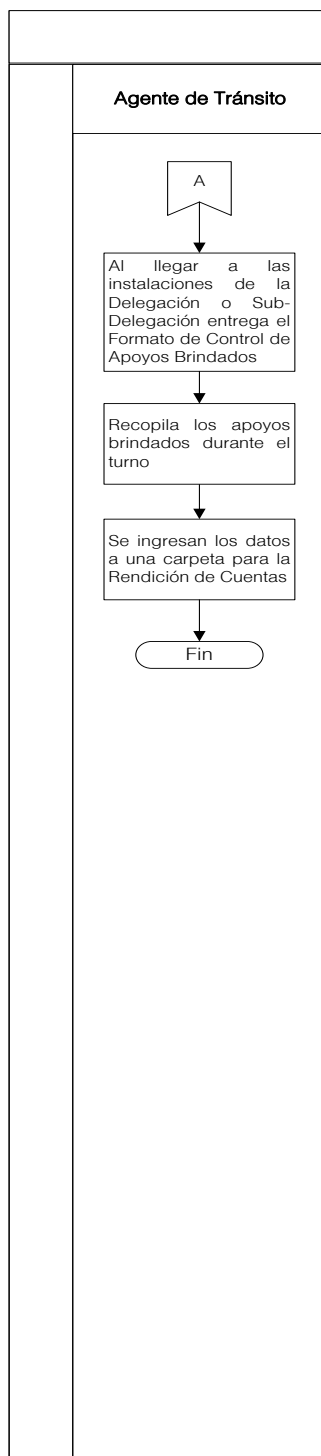 Agente de Tránsito
A
Al llegar a las
instalaciones de la
Delegación o Sub-
Delegación entrega el
Formato de Control de
Apoyos Brindados
Recopila los apoyos
brindados durante el
turno
Se ingresan los datos
a una carpeta para la
Rendición de Cuentas
Fin